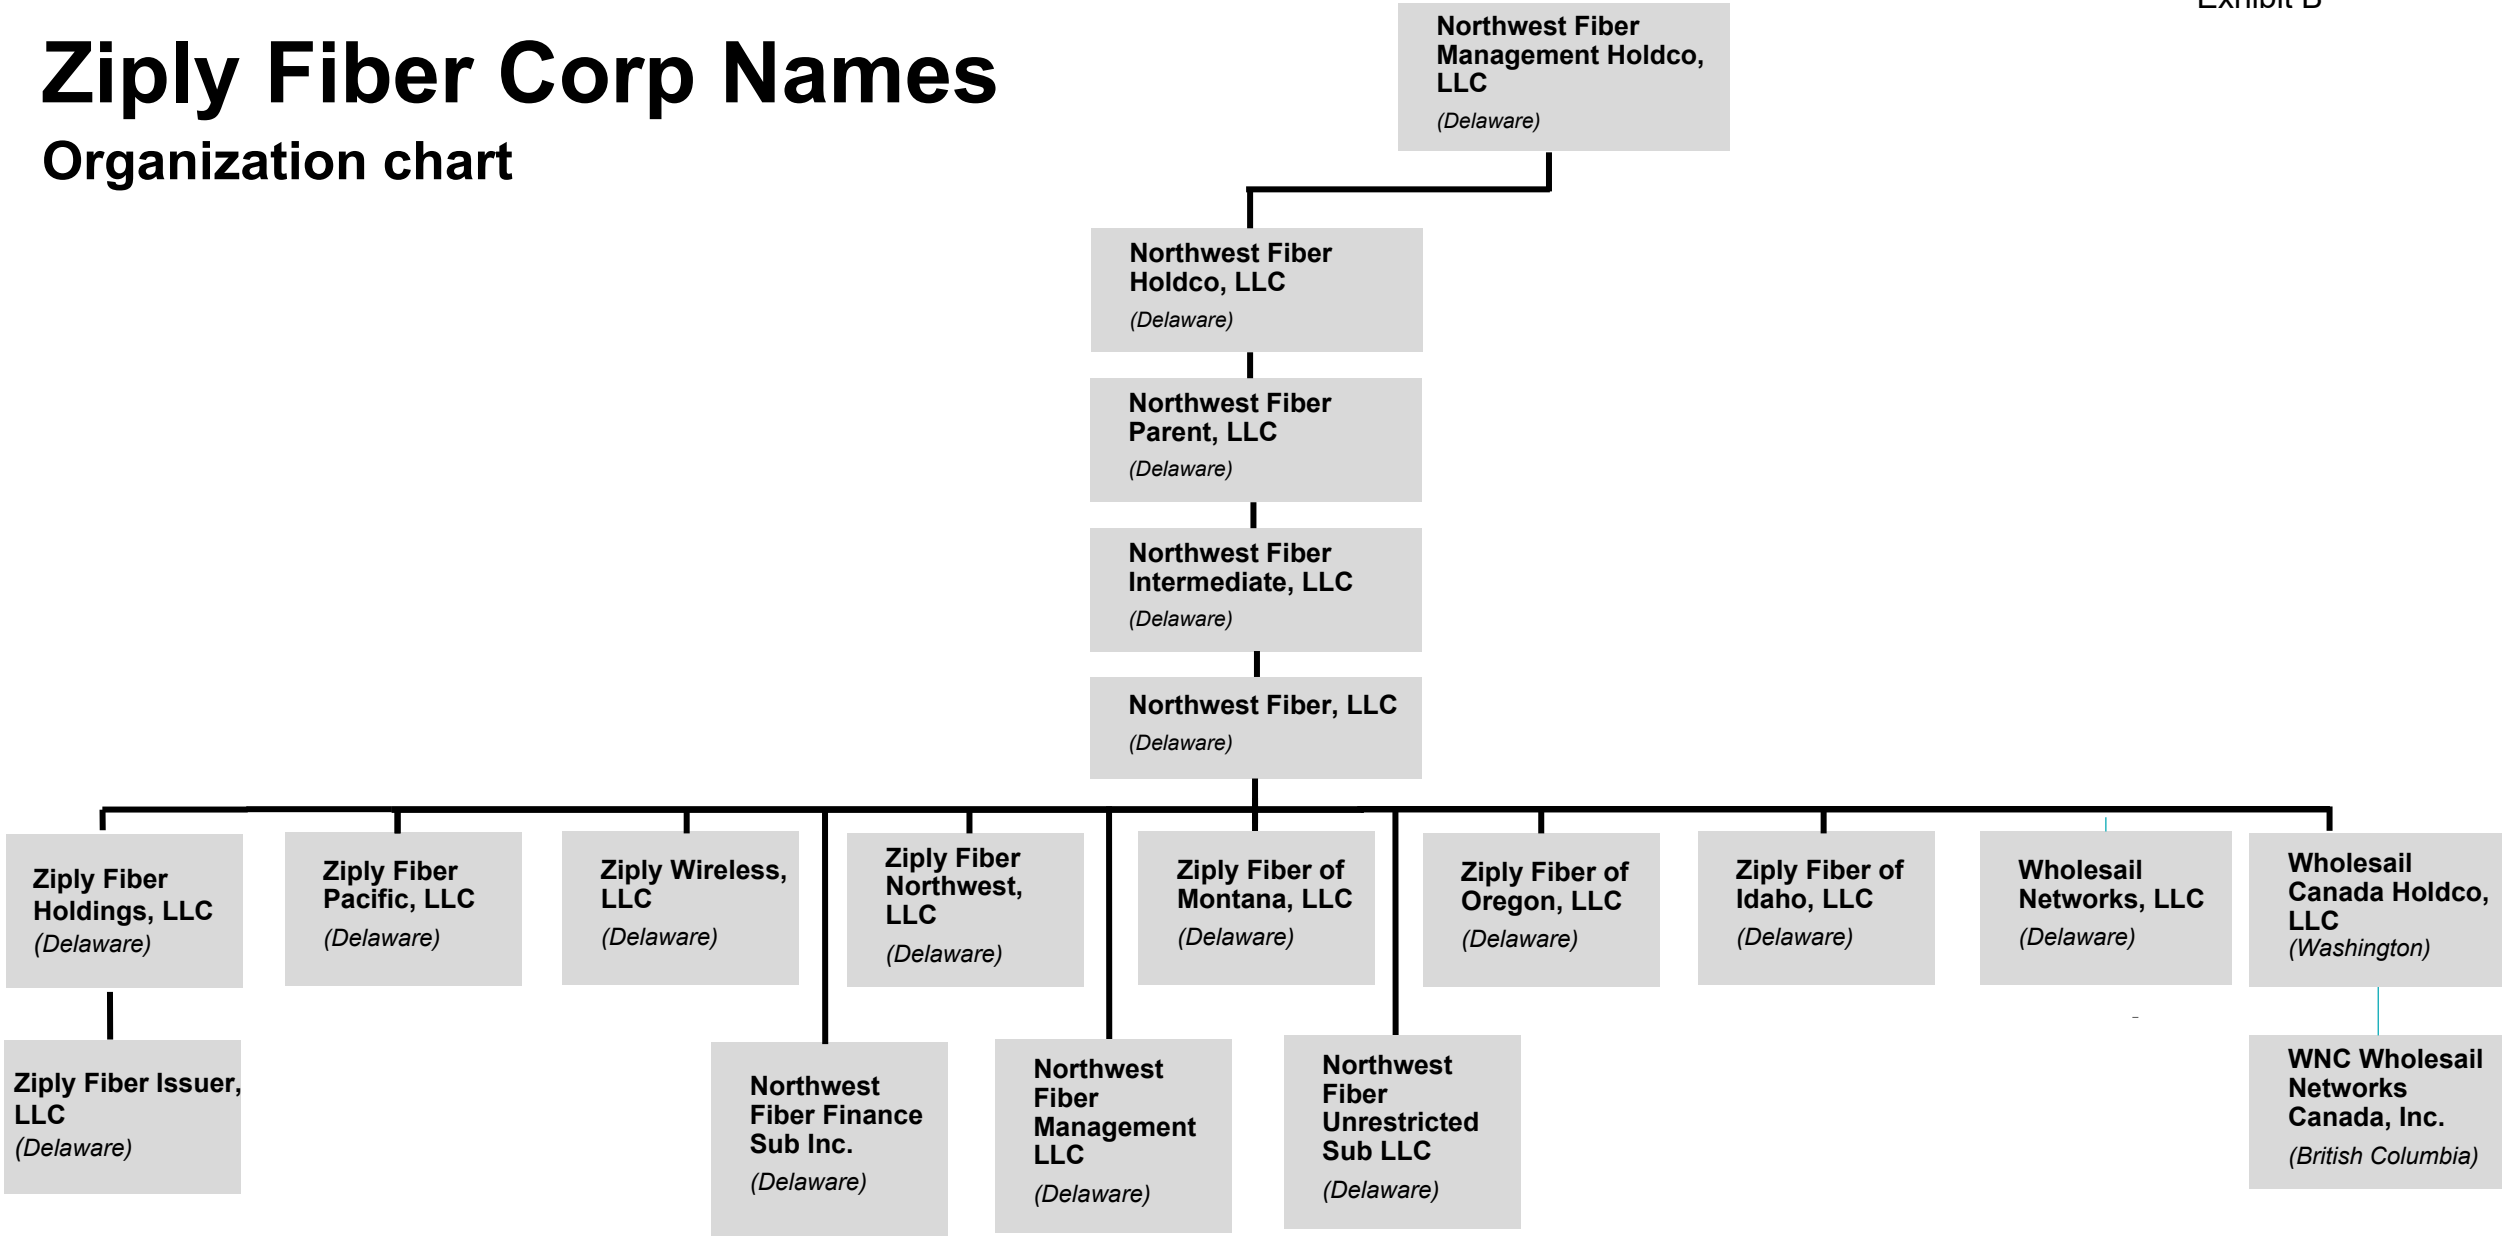 Exhibit B
Ziply Fiber Corp Names
Organization chart
Northwest Fiber
Management Holdco,
LLC
(Delaware)
Northwest Fiber
Holdco, LLC
(Delaware)
Northwest Fiber
Parent, LLC
(Delaware)
Northwest Fiber
Intermediate, LLC
(Delaware)
Northwest Fiber, LLC
(Delaware)
Ziply Fiber
Holdings, LLC
(Delaware)
Ziply Fiber
Pacific, LLC
(Delaware)
Ziply Wireless,
LLC
(Delaware)
Ziply Fiber
Northwest,
LLC
(Delaware)
Ziply Fiber of
Montana, LLC
(Delaware)
Ziply Fiber of
Oregon, LLC
(Delaware)
Ziply Fiber of
Idaho, LLC
(Delaware)
Wholesail
Networks, LLC
(Delaware)
Wholesail
Canada Holdco,
LLC
(Washington)
Ziply Fiber Issuer,
LLC
(Delaware)
Northwest
Fiber Finance
Sub Inc.
(Delaware)
Northwest
Fiber
Management
LLC
(Delaware)
Northwest
Fiber
Unrestricted
Sub LLC
(Delaware)
WNC Wholesail
Networks
Canada, Inc.
(British Columbia)